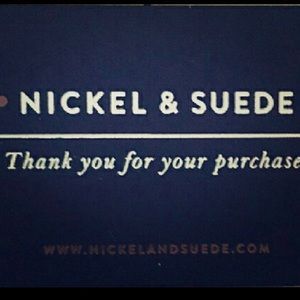 NICKEL & SUEDE
Thank you for your purchase
WWW.NICKELANDSUEDE.COM